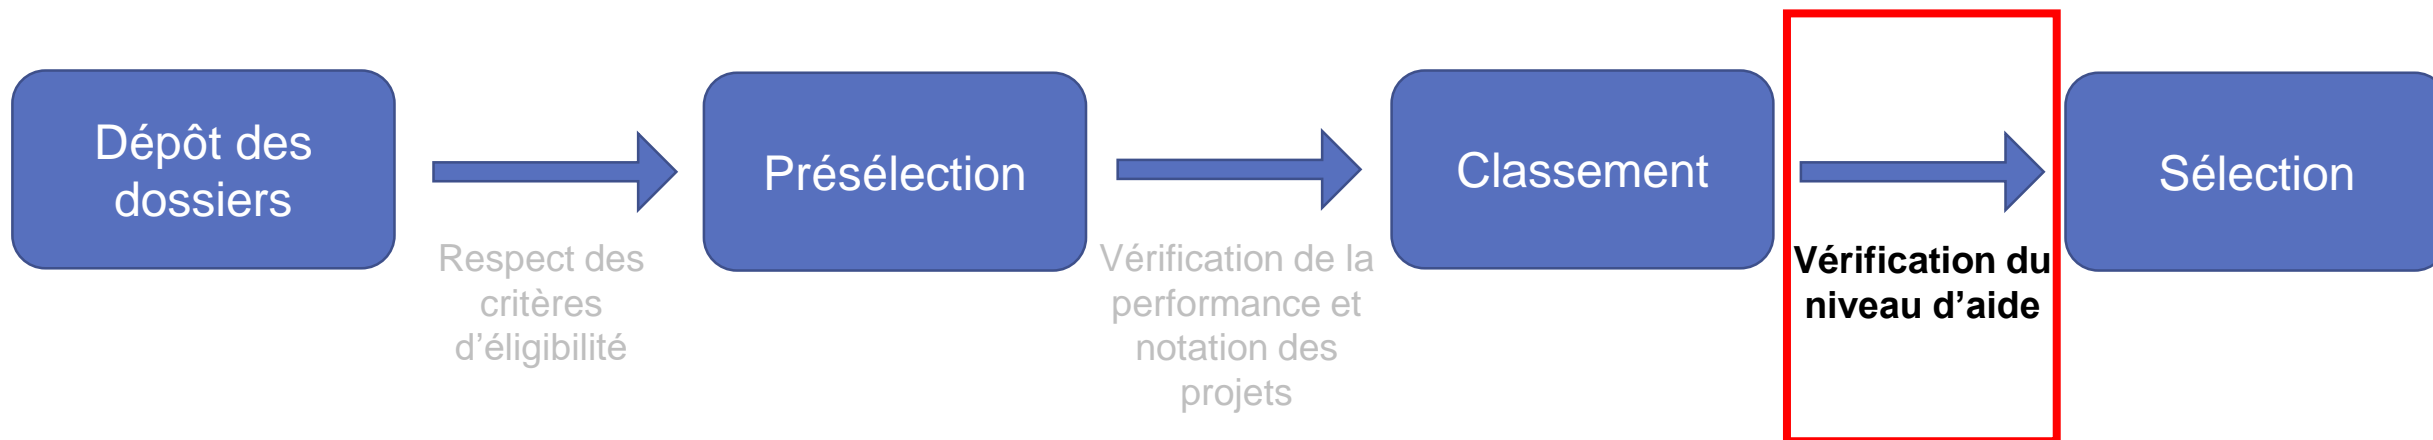 Dépôt des
dossiers
Respect des
critères
d’éligibilité
Présélection
Vérification de la
performance et
notation des
projets
Classement
Vérification du
niveau d’aide
Sélection